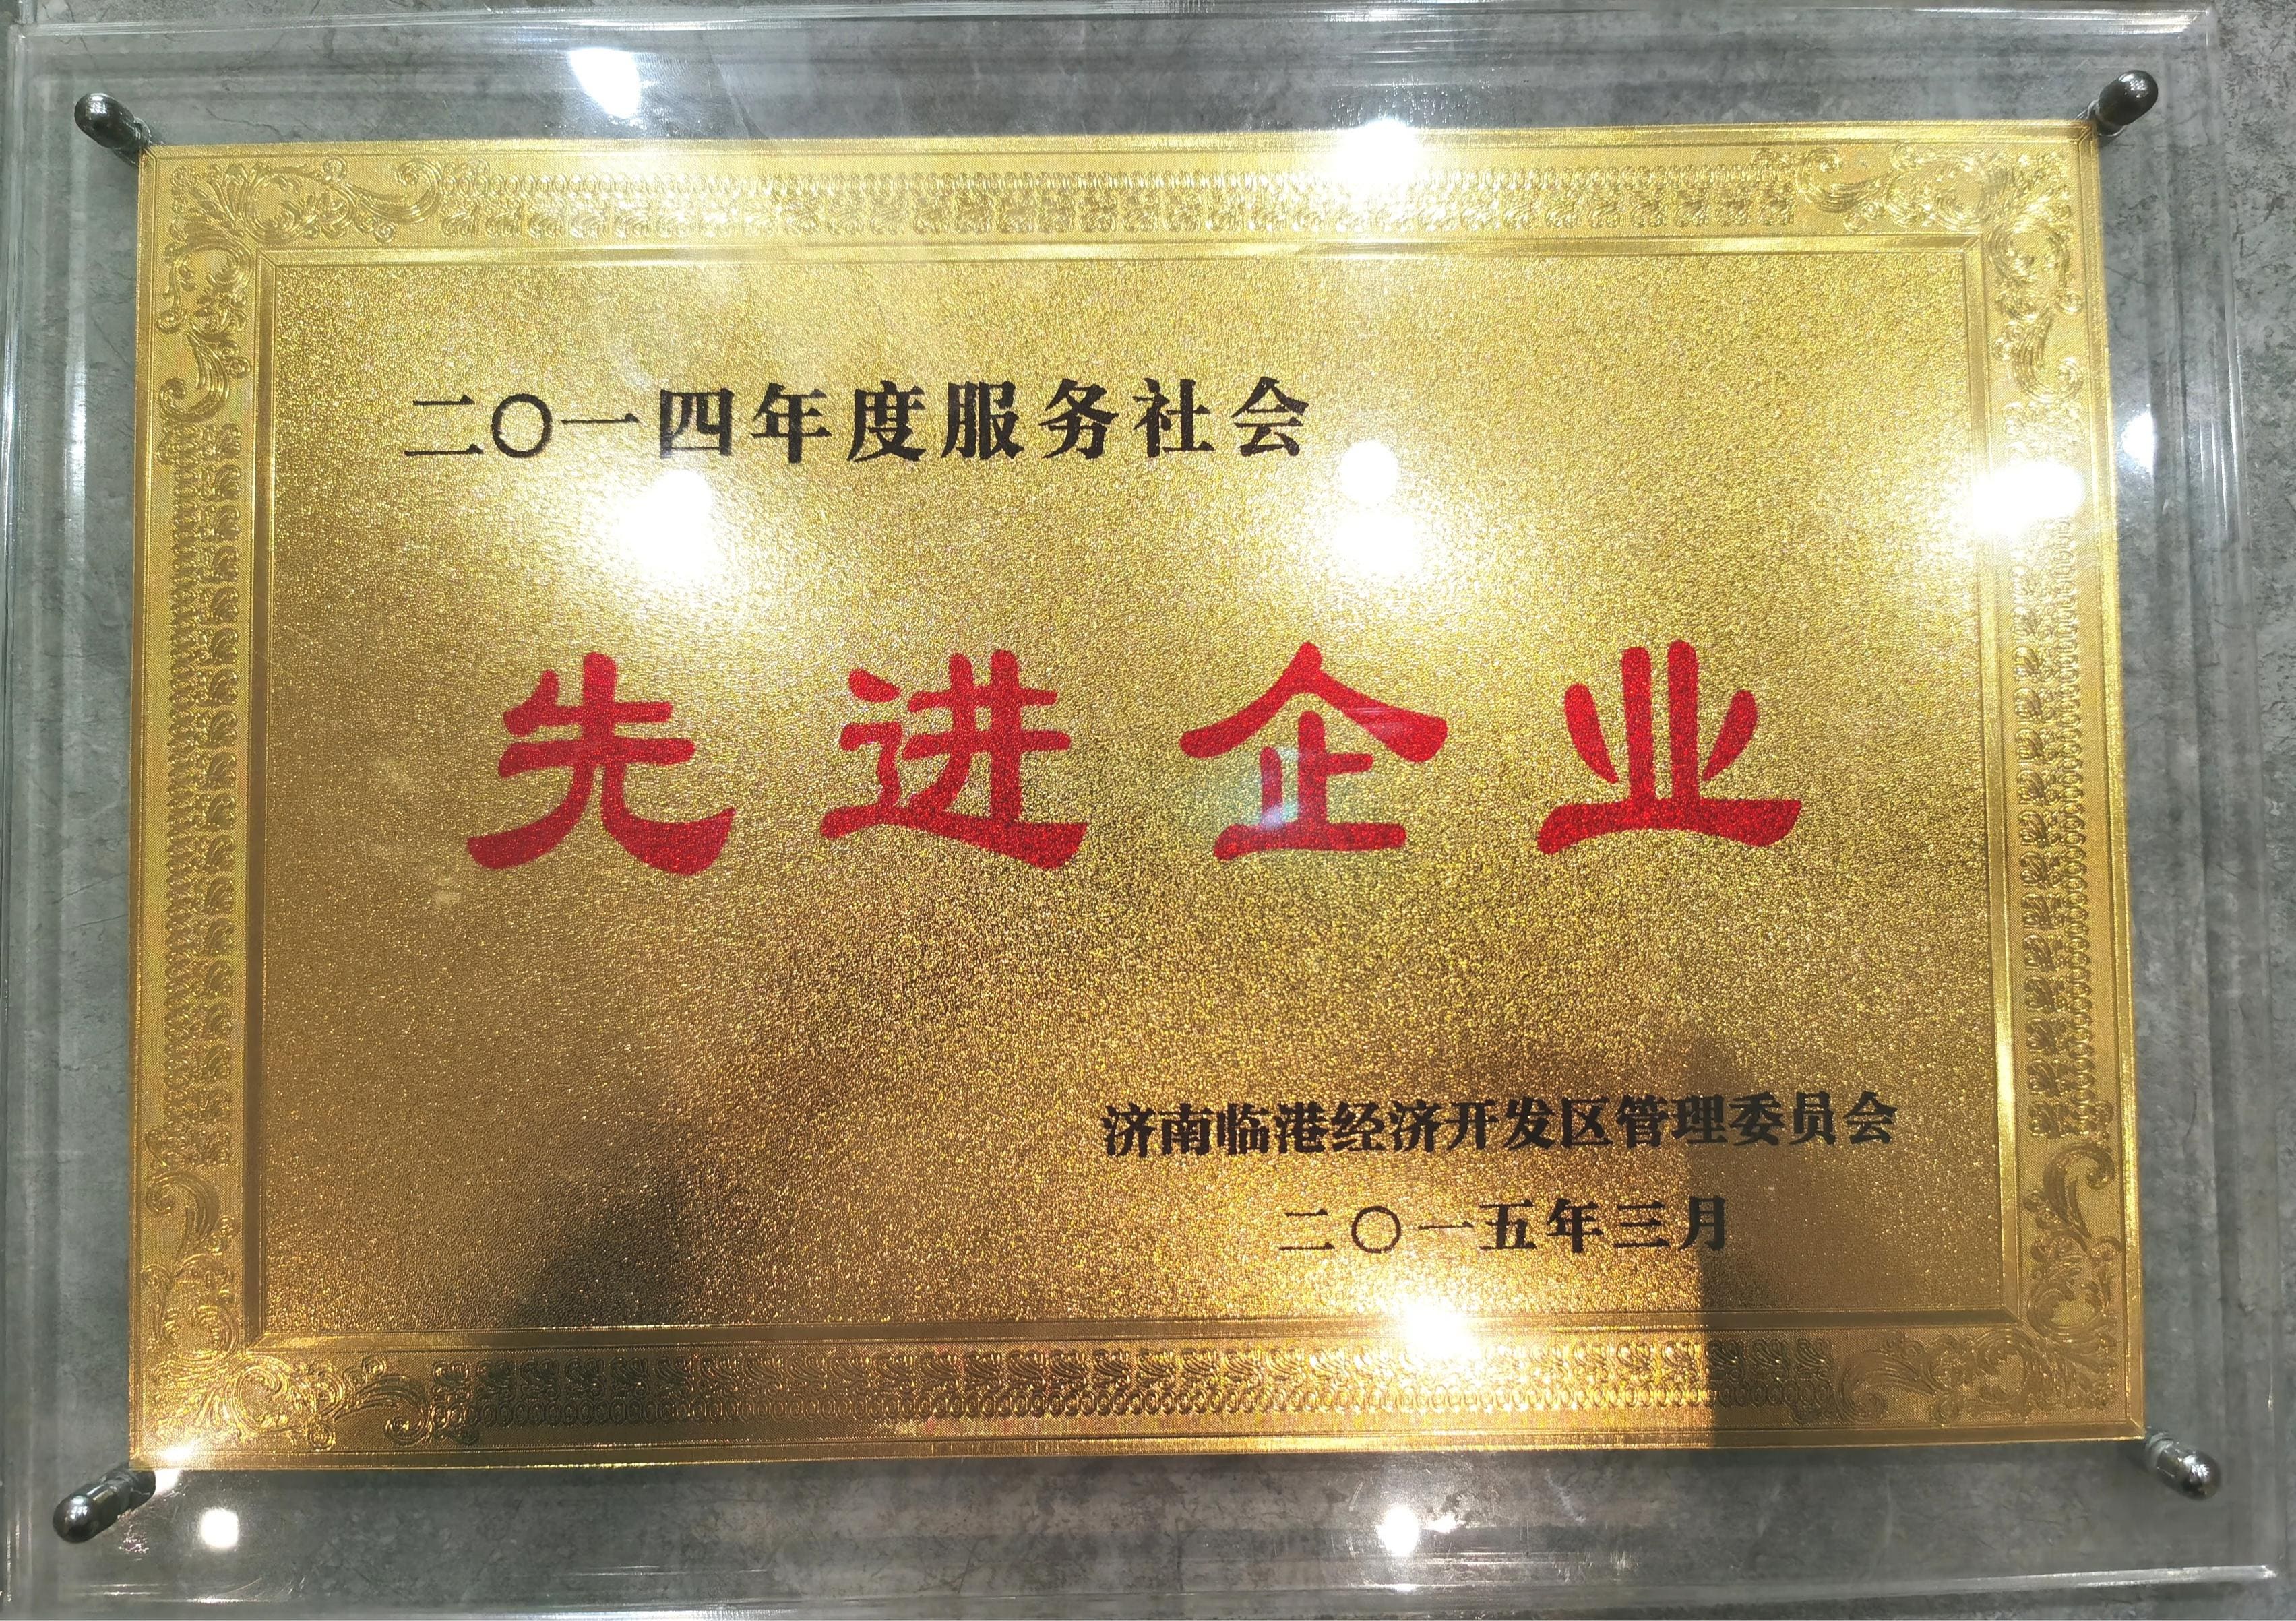 二〇一四年度服务社会
先进企业
济南临港经济开发区管理委员会
二〇一五年三月